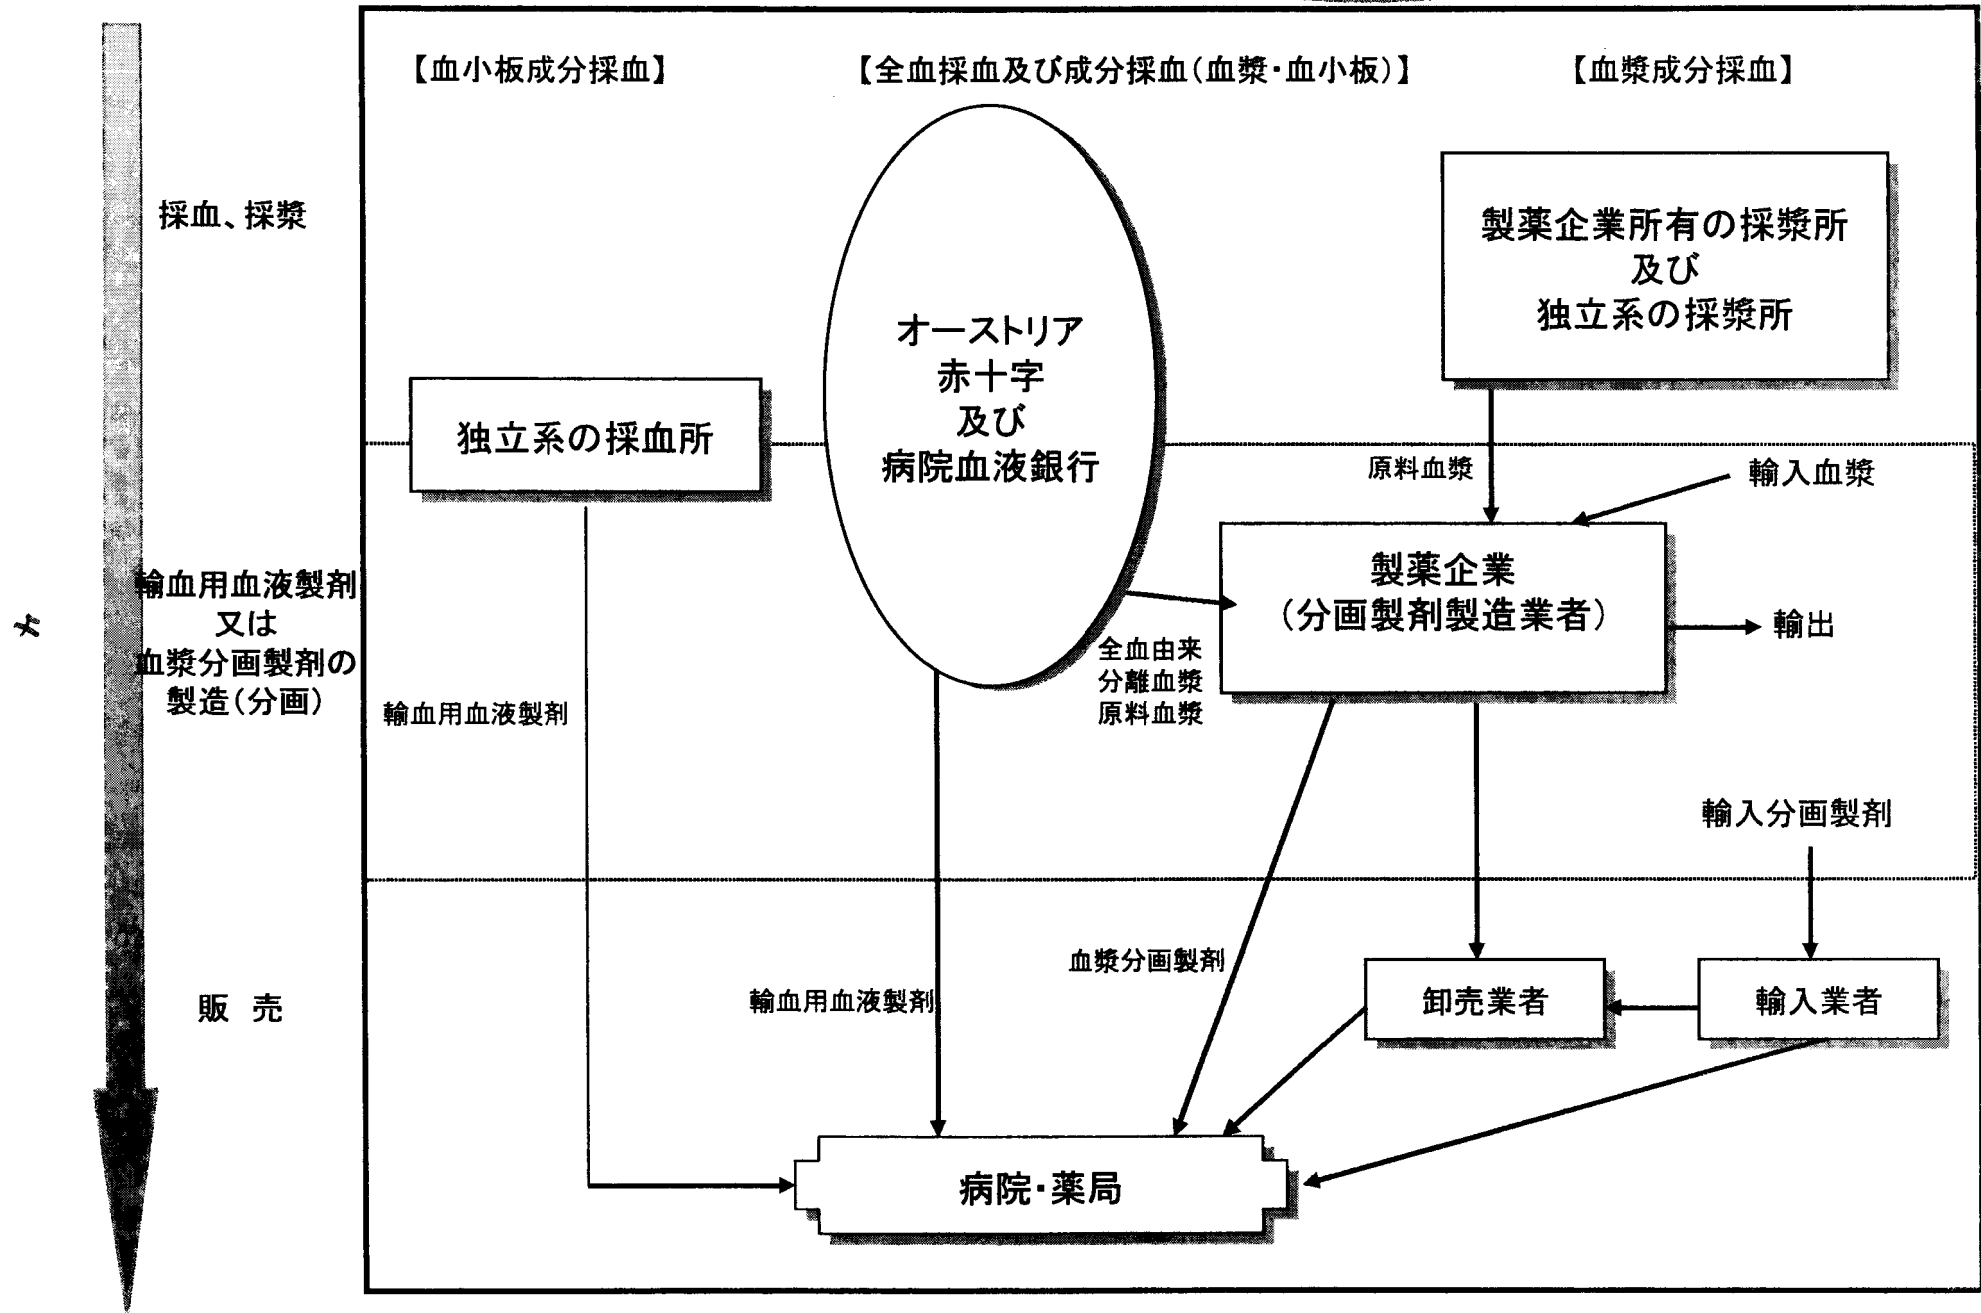 【血小板成分採血】
【全血採血及び成分採血(血漿・血小板)】
【血漿成分採血】
採血、採漿
製薬企業所有の採漿所
及び
独立系の採漿所
オーストリア
赤十字
及び
病院血液銀行
独立系の採血所
原料血漿
輸入血漿
製薬企業
(分画製剤製造業者)
輸出
輸血用血液製剤
又は
血漿分画製剤の
製造(分画)
全血由来
分離血漿
原料血漿
輸血用血液製剤
輸入分画製剤
血漿分画製剤
輸血用血液製剤
販 売
卸売業者
輸入業者
病院・薬局